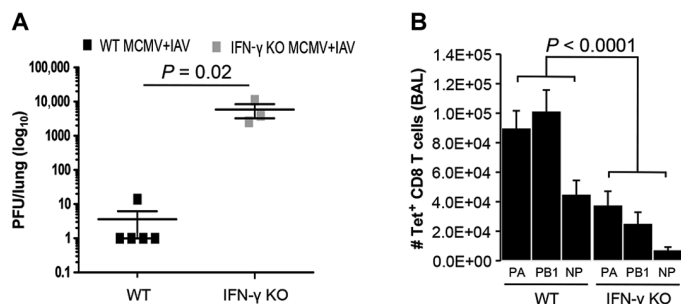 A
WT MCMV+IAV IFN-γ KO MCMV+IAV
PFU/lung (log10)
100,000
10,000
1000
100
10
1
0.1
P = 0.02
WT IFN-γ KO
B
# Tet+ CD8 T cells (BAL)
1.4E+05
1.2E+05
1.0E+05
8.0E+04
6.0E+04
4.0E+04
2.0E+04
0.0E+00
P < 0.0001
PA PB1 NP PA PB1 NP
WT IFN-γ KO